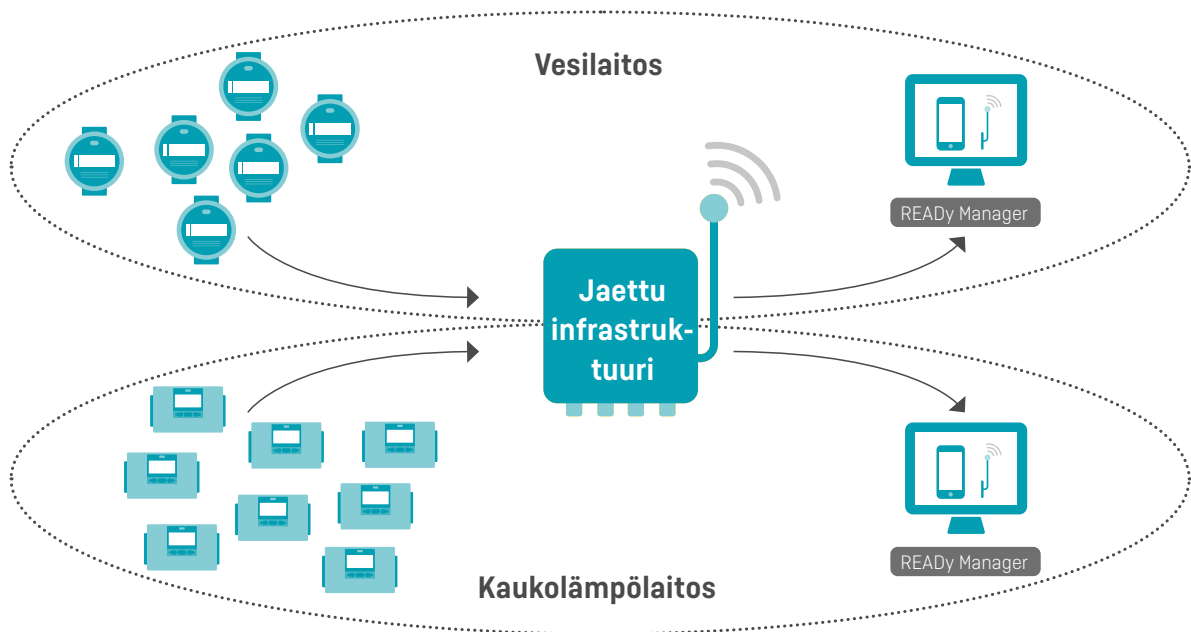 Vesilaitos
READy Manager
Jaettu
infrastruk-
tuuri
READy Manager
Kaukolämpölaitos